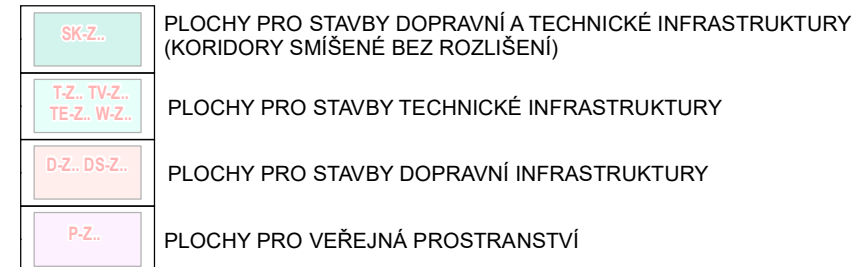 SK-Z..
PLOCHY PRO STAVBY DOPRAVNÍ A TECHNICKÉ INFRASTRUKTURY
(KORIDORY SMÍŠENÉ BEZ ROZLIŠENÍ)
T-Z.. TV-Z..
TE-Z.. W-Z..
PLOCHY PRO STAVBY TECHNICKÉ INFRASTRUKTURY
D-Z.. DS-Z..
PLOCHY PRO STAVBY DOPRAVNÍ INFRASTRUKTURY
P-Z..
PLOCHY PRO VEŘEJNÁ PROSTRANSTVÍ